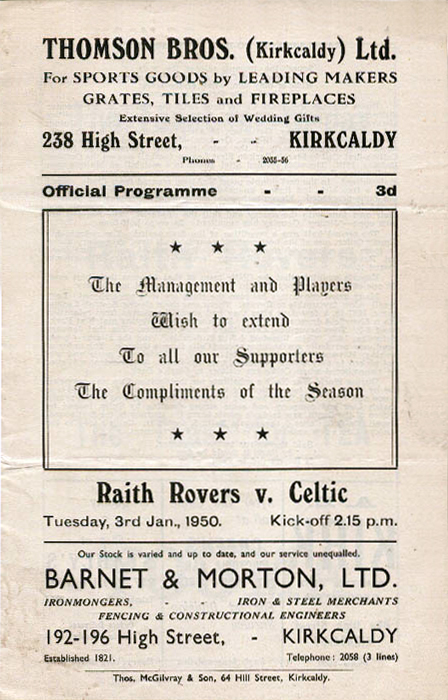 THOMSON BROS. (Kirkcaldy) Ltd.
For SPORTS GOODS by LEADING MAKERS
GRATES, TILES and FIREPLACES
Extensive Selection of Wedding Gifts
238 High Street, - - KIRKCALDY
Phones - 2055-56
Official Programme - - 3d
★ ★ ★
The Management and Players
Wish to extend
To all our Supporters
The Compliments of the Season
★ ★ ★
Raith Rovers v. Celtic
Tuesday, 3rd Jan., 1950. Kick-off 2.15 p.m.
Our Stock is varied and up to date, and our service unequalled.
BARNET & MORTON, LTD.
IRONMONGERS, - - IRON & STEEL MERCHANTS
FENCING & CONSTRUCTIONAL ENGINEERS
192-196 High Street, - KIRKCALDY
Established 1821. Telephone: 2058 (3 lines)
Thos. McGilvray & Son, 64 Hill Street, Kirkcaldy.